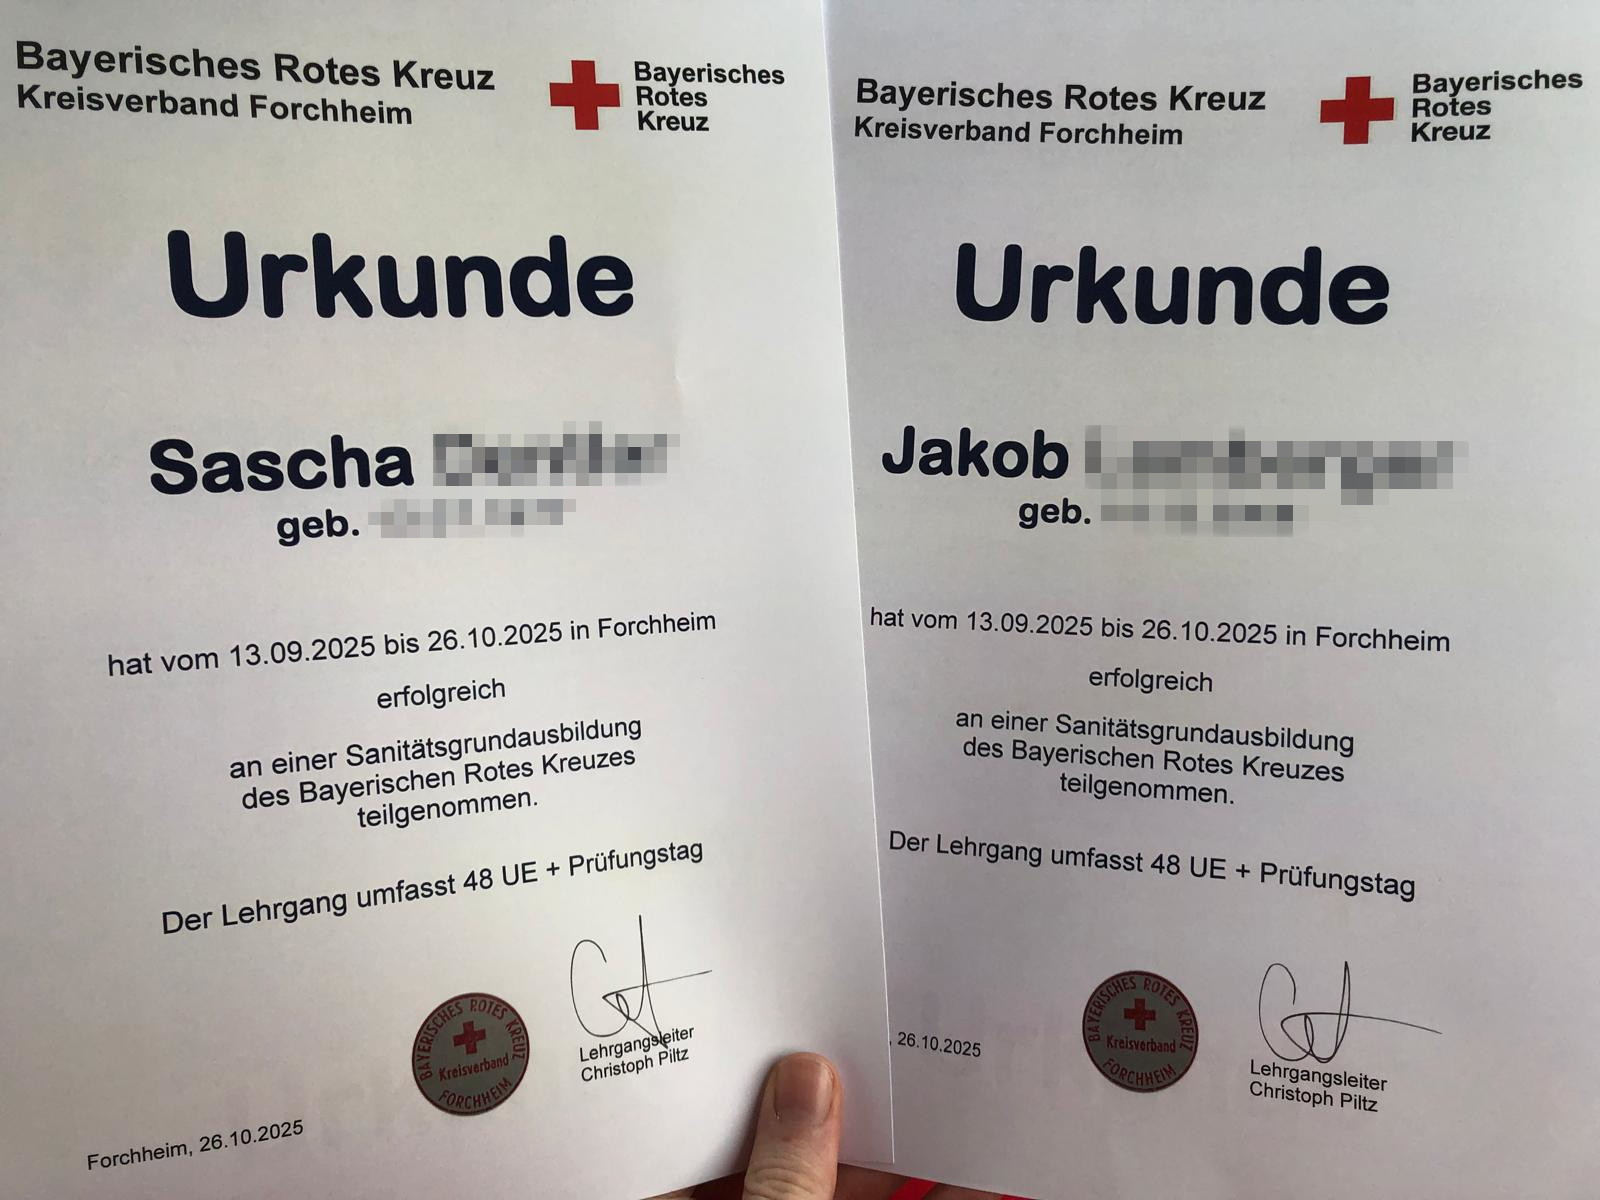 Bayerisches Rotes Kreuz
Kreisverband Forchheim
Bayerisches
Rotes
Kreuz
Urkunde
Sascha
geb.
hat vom 13.09.2025 bis 26.10.2025 in Forchheim
erfolgreich
an einer Sanitätsgrundausbildung
des Bayerischen Rotes Kreuzes
teilgenommen.
Der Lehrgang umfasst 48 UE + Prüfungstag
BAYERISCHES ROTES KREUZ
Kreisverband
FORCHHEIM
Lehrgangsleiter
Christoph Piltz
Forchheim, 26.10.2025
Bayerisches Rotes Kreuz
Kreisverband Forchheim
Bayerisches
Rotes
Kreuz
Urkunde
Jakob
geb.
hat vom 13.09.2025 bis 26.10.2025 in Forchheim
erfolgreich
an einer Sanitätsgrundausbildung
des Bayerischen Rotes Kreuzes
teilgenommen.
Der Lehrgang umfasst 48 UE + Prüfungstag
, 26.10.2025
BAYERISCHES ROTES KREUZ
Kreisverband
FORCHHEIM
Lehrgangsleiter
Christoph Piltz